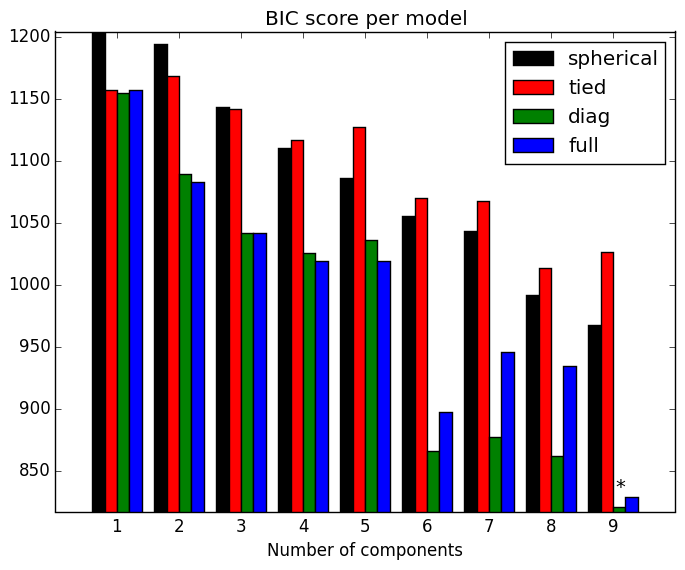 BIC score per model
1200
1150
1100
1050
1000
950
900
850
spherical
tied
diag
full
*
1 2 3 4 5 6 7 8 9
Number of components